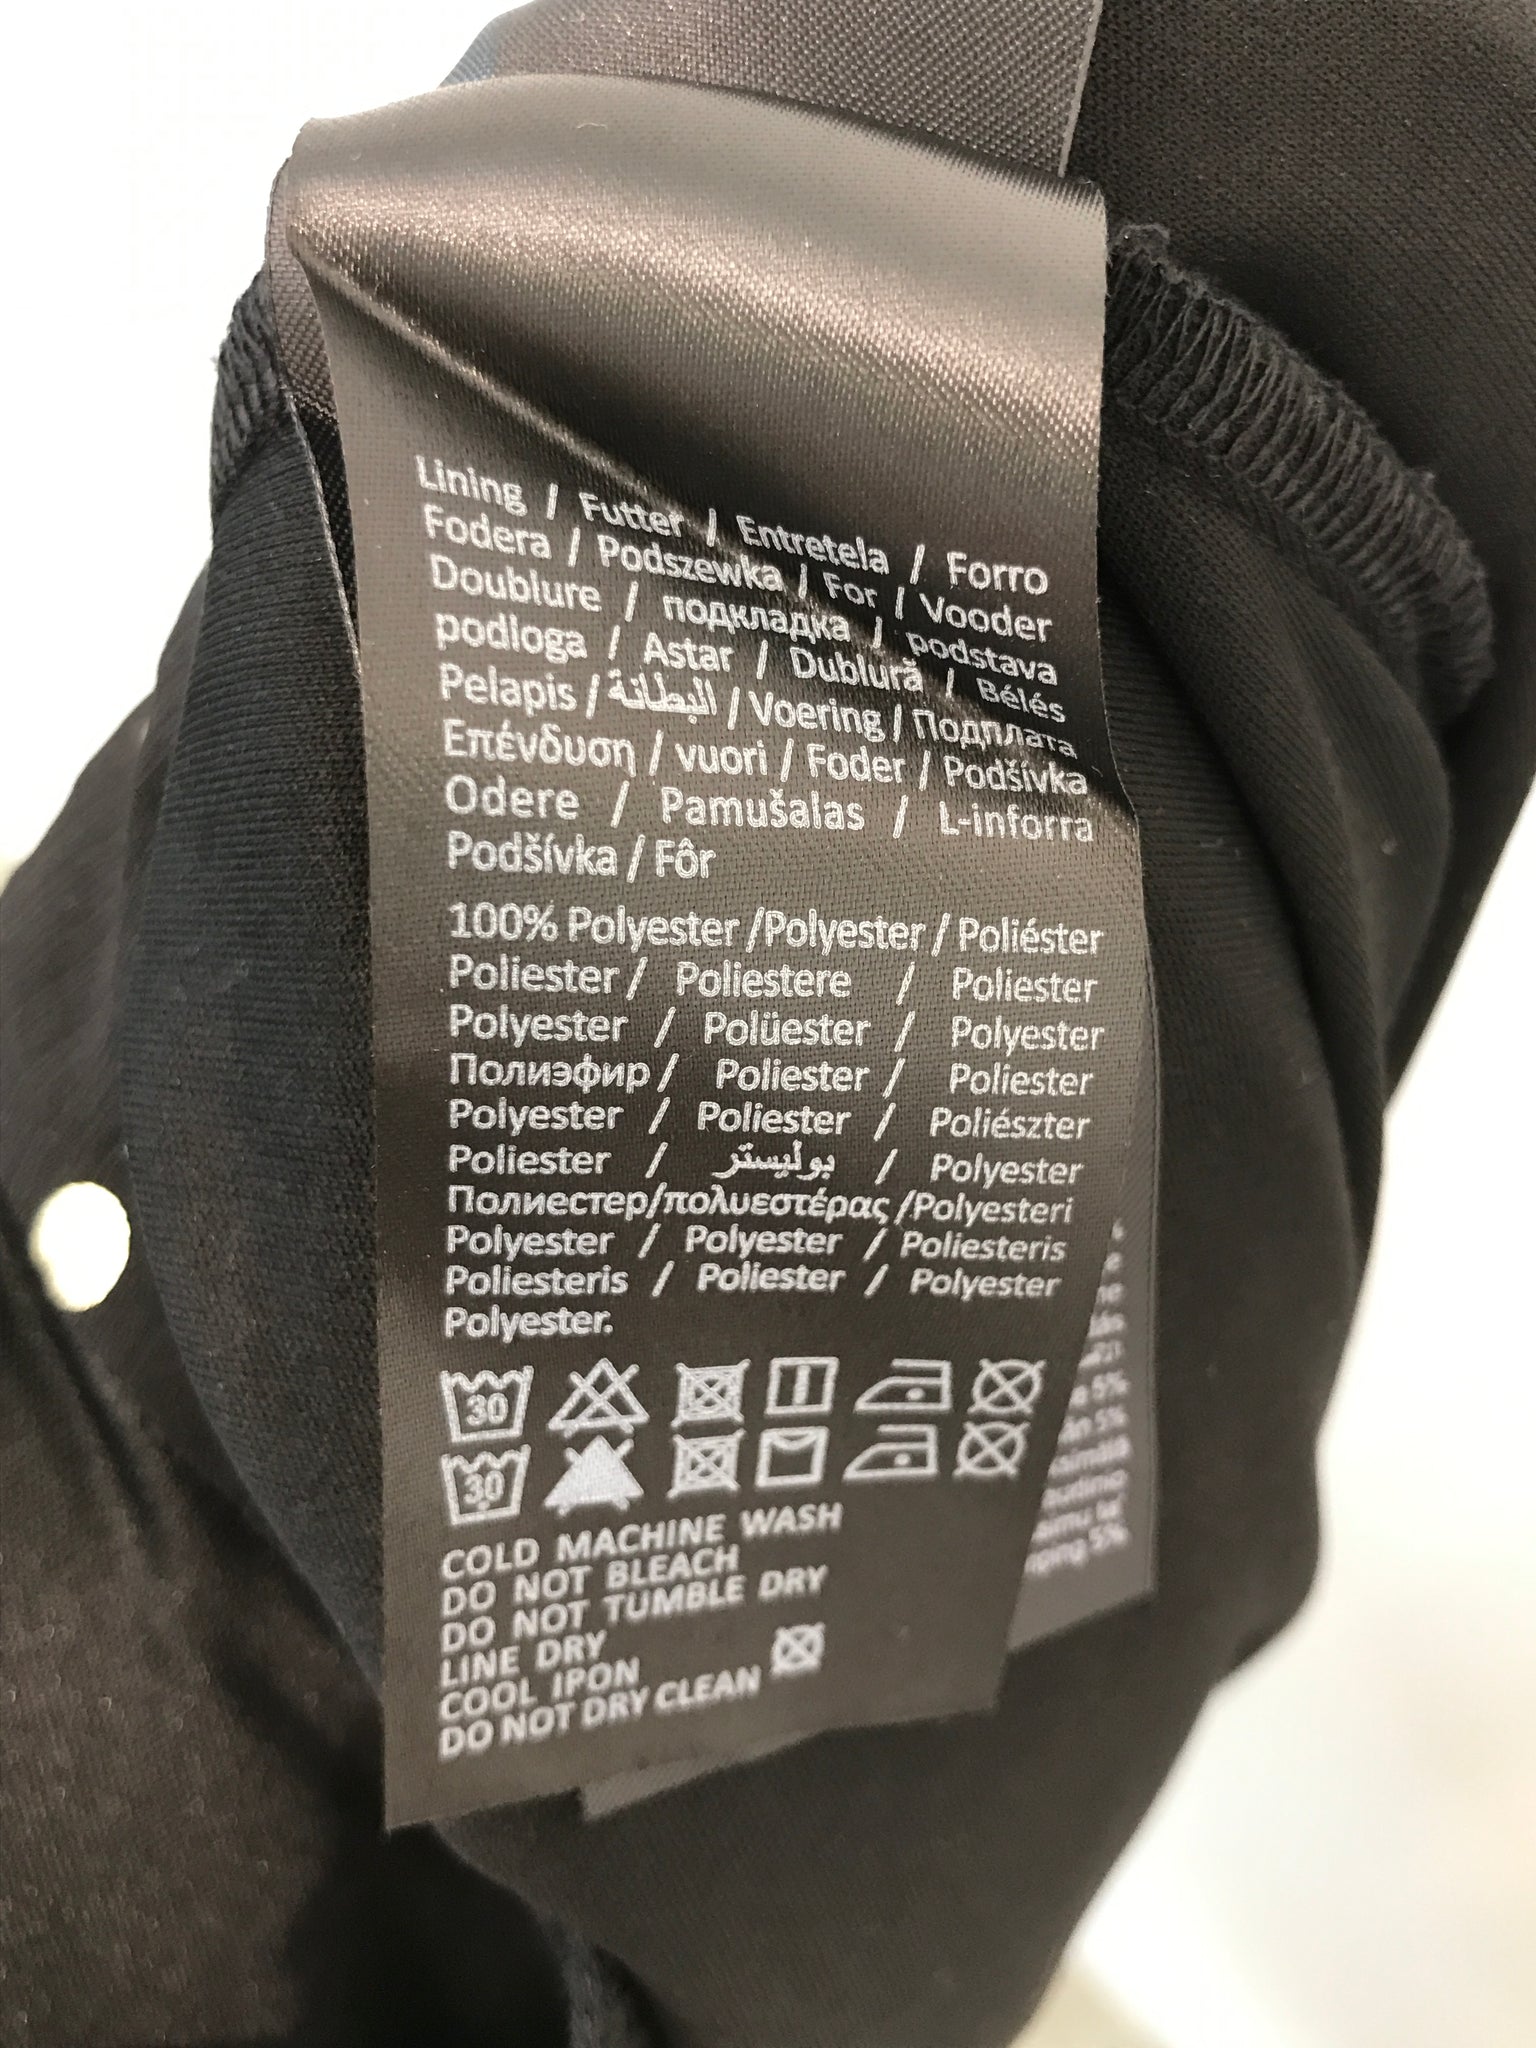 Lining / Futter / Entretela / Forro
Fodera / Podszewka / For / Vooder
Doublure / подкладка / podstava
podloga / Astar / Dublură / Bélés
Pelapis / البطانة / Voering / Подплата
Επένδυση / vuori / Foder / Podšívka
Odere / Pamušalas / L-inforra
Podšívka / Fôr
100% Polyester /Polyester / Poliéster
Poliester / Poliestere / Poliester
Polyester / Polüester / Polyester
Полиэфир / Poliester / Poliester
Polyester / Poliester / Poliészter
Poliester / بوليستر / Polyester
Полиестер/πολυεστέρας /Polyesteri
Polyester / Polyester / Poliesteris
Poliesteris / Poliester / Polyester
Polyester.
30
30
COLD MACHINE WASH
DO NOT BLEACH
DO NOT TUMBLE DRY
LINE DRY
COOL IPON
DO NOT DRY CLEAN
5%
5%
5%